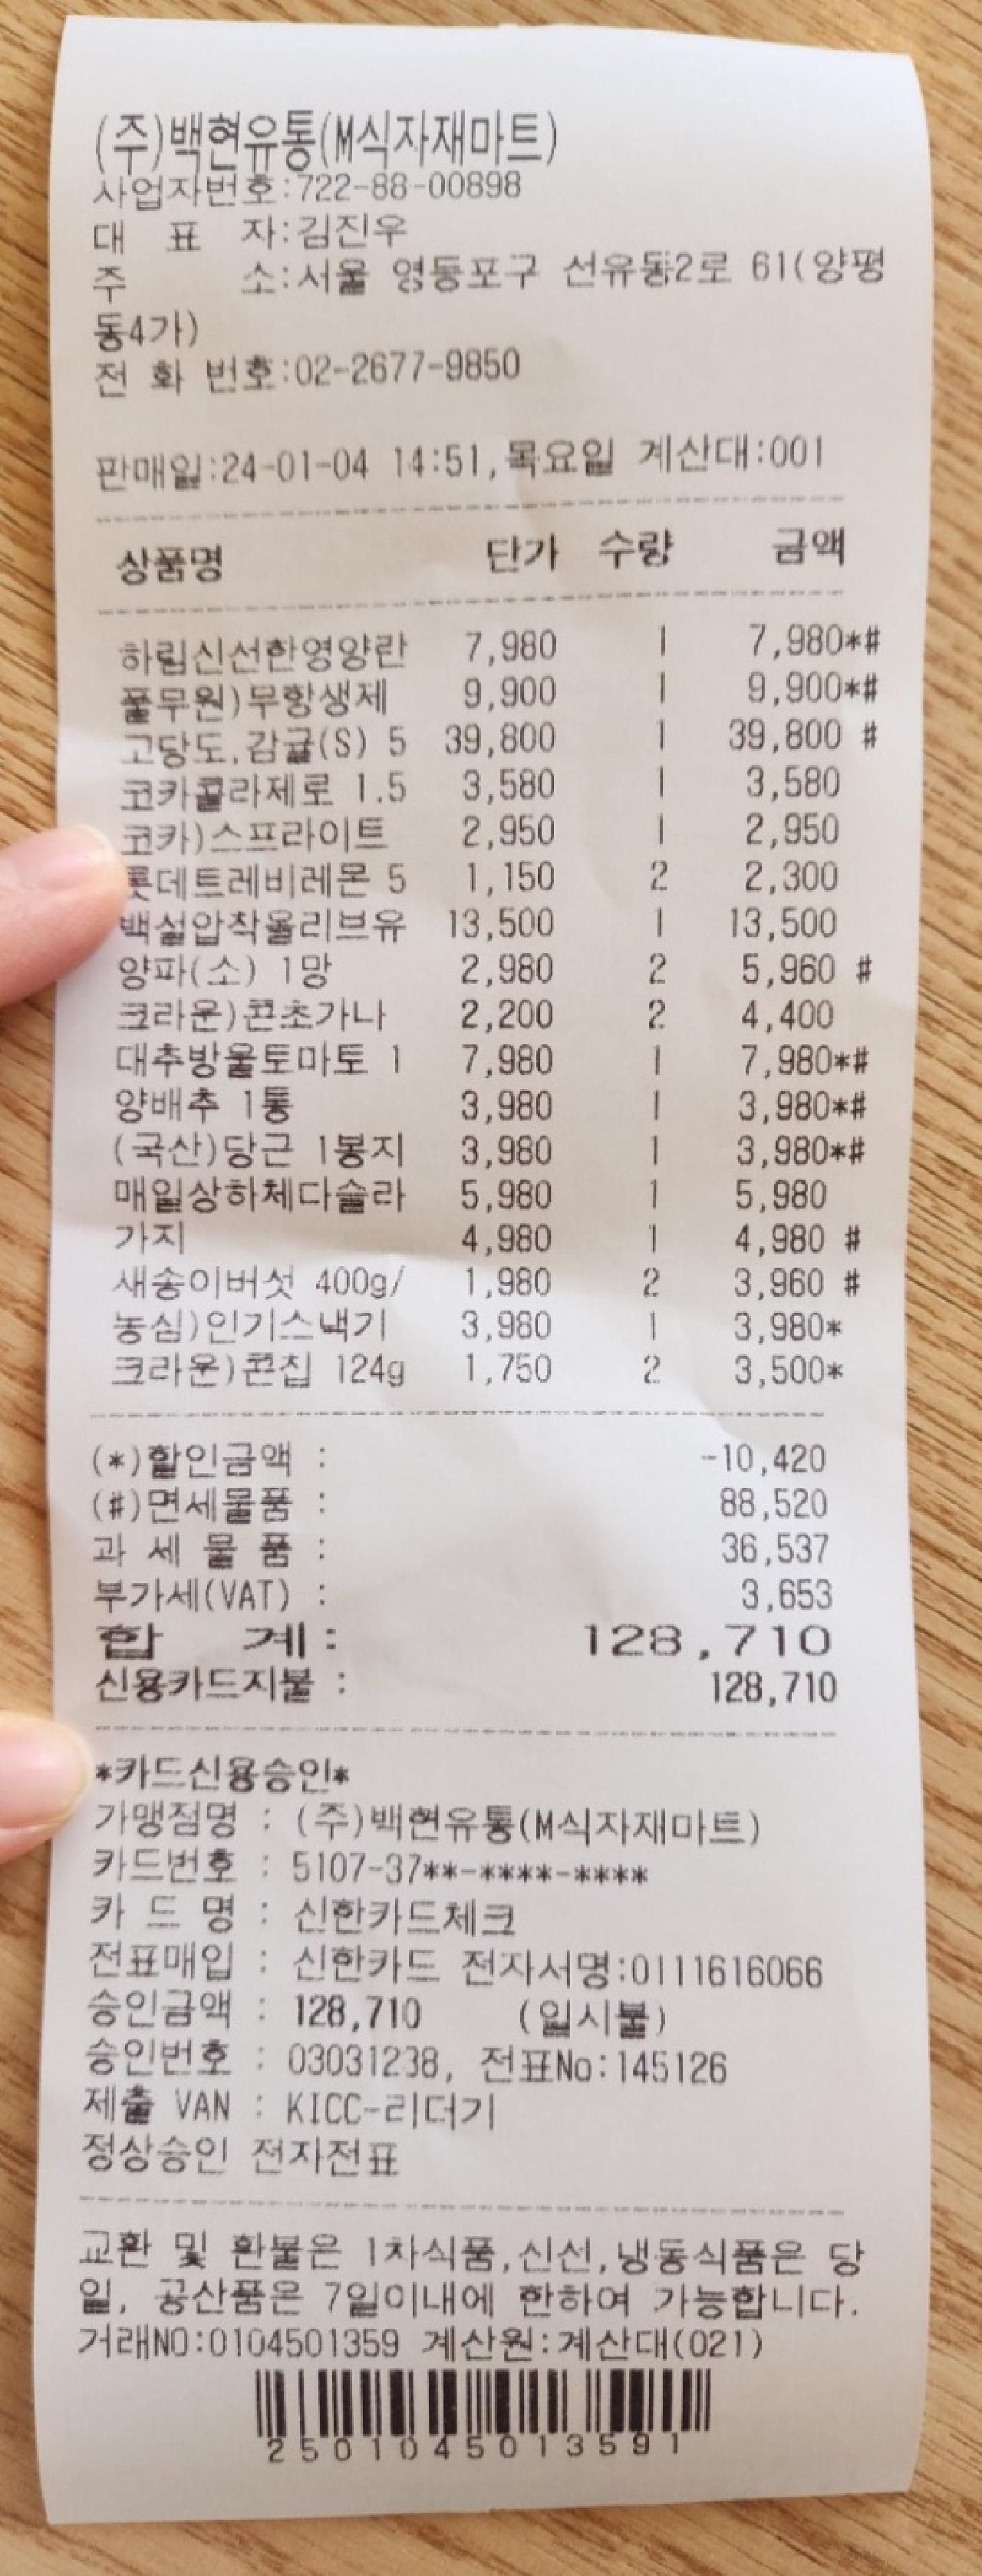 (주)백현유통(M식자재마트)
사업자번호:722-88-00898
대 표 자:김진우
주 소:서울 영등포구 선유동2로 61(양평
동4가)
전 화 번호:02-2677-9850
판매일:24-01-04 14:51,목요일 계산대:001
상품명 단가 수량 금액
하림신선한영양란 7,980 1 7,980*#
풀무원)무항생제 9,900 1 9,900*#
고당도,감귤(S) 5 39,800 1 39,800 #
코카콜라제로 1.5 3,580 1 3,580
코카)스프라이트 2,950 1 2,950
롯데트레비레몬 5 1,150 2 2,300
백설압착올리브유 13,500 1 13,500
양파(소) 1망 2,980 2 5,960 #
크라운)콘초가나 2,200 2 4,400
대추방울토마토 1 7,980 1 7,980*#
양배추 1통 3,980 1 3,980*#
(국산)당근 1봉지 3,980 1 3,980*#
매일상하체다슬라 5,980 1 5,980
가지 4,980 1 4,980 #
새송이버섯 400g/ 1,980 2 3,960 #
농심)인기스낵기 3,980 1 3,980*
크라운)콘칩 124g 1,750 2 3,500*
(*)할인금액 : -10,420
(#)면세물품 : 88,520
과 세 물 품 : 36,537
부가세(VAT) : 3,653
합 계: 128,710
신용카드지불 : 128,710
*카드신용승인*
가맹점명 : (주)백현유통(M식자재마트)
카드번호 : 5107-37**-****-****
카 드 명 : 신한카드체크
전표매입 : 신한카드 전자서명:0111616066
승인금액 : 128,710 (일시불)
승인번호 : 03031238, 전표No:145126
제출 VAN : KICC-리더기
정상승인 전자전표
교환 및 환불은 1차식품,신선,냉동식품은 당
일, 공산품은 7일이내에 한하여 가능합니다.
거래NO:0104501359 계산원:계산대(021)
2501045013591